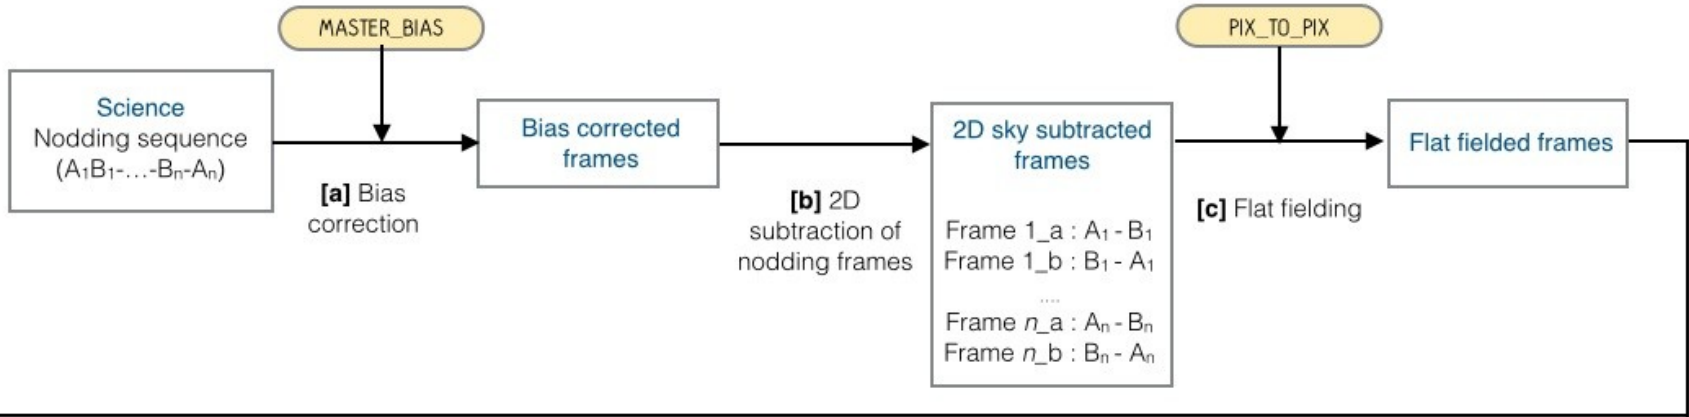 MASTER_BIAS
PIX_TO_PIX
Science
Nodding sequence
(A₁B₁-...-Bₙ-Aₙ)
[a] Bias
correction
Bias corrected
frames
[b] 2D
subtraction of
nodding frames
2D sky subtracted
frames
Frame 1_a : A₁ - B₁
Frame 1_b : B₁ - A₁
....
Frame n_a : Aₙ - Bₙ
Frame n_b : Bₙ - Aₙ
[c] Flat fielding
Flat fielded frames